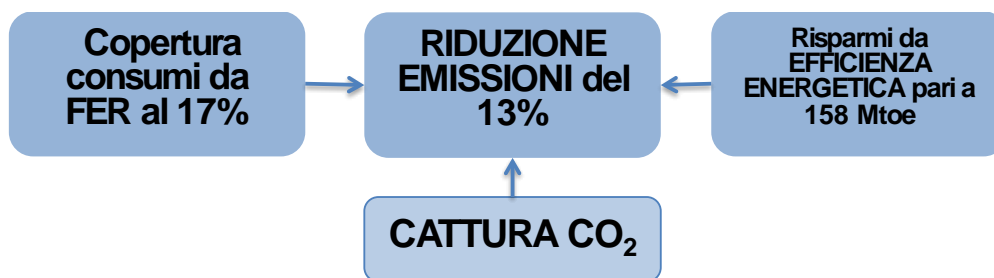 Copertura
consumi da
FER al 17%
RIDUZIONE
EMISSIONI del
13%
Risparmi da
EFFICIENZA
ENERGETICA pari a
158 Mtoe
CATTURA CO₂